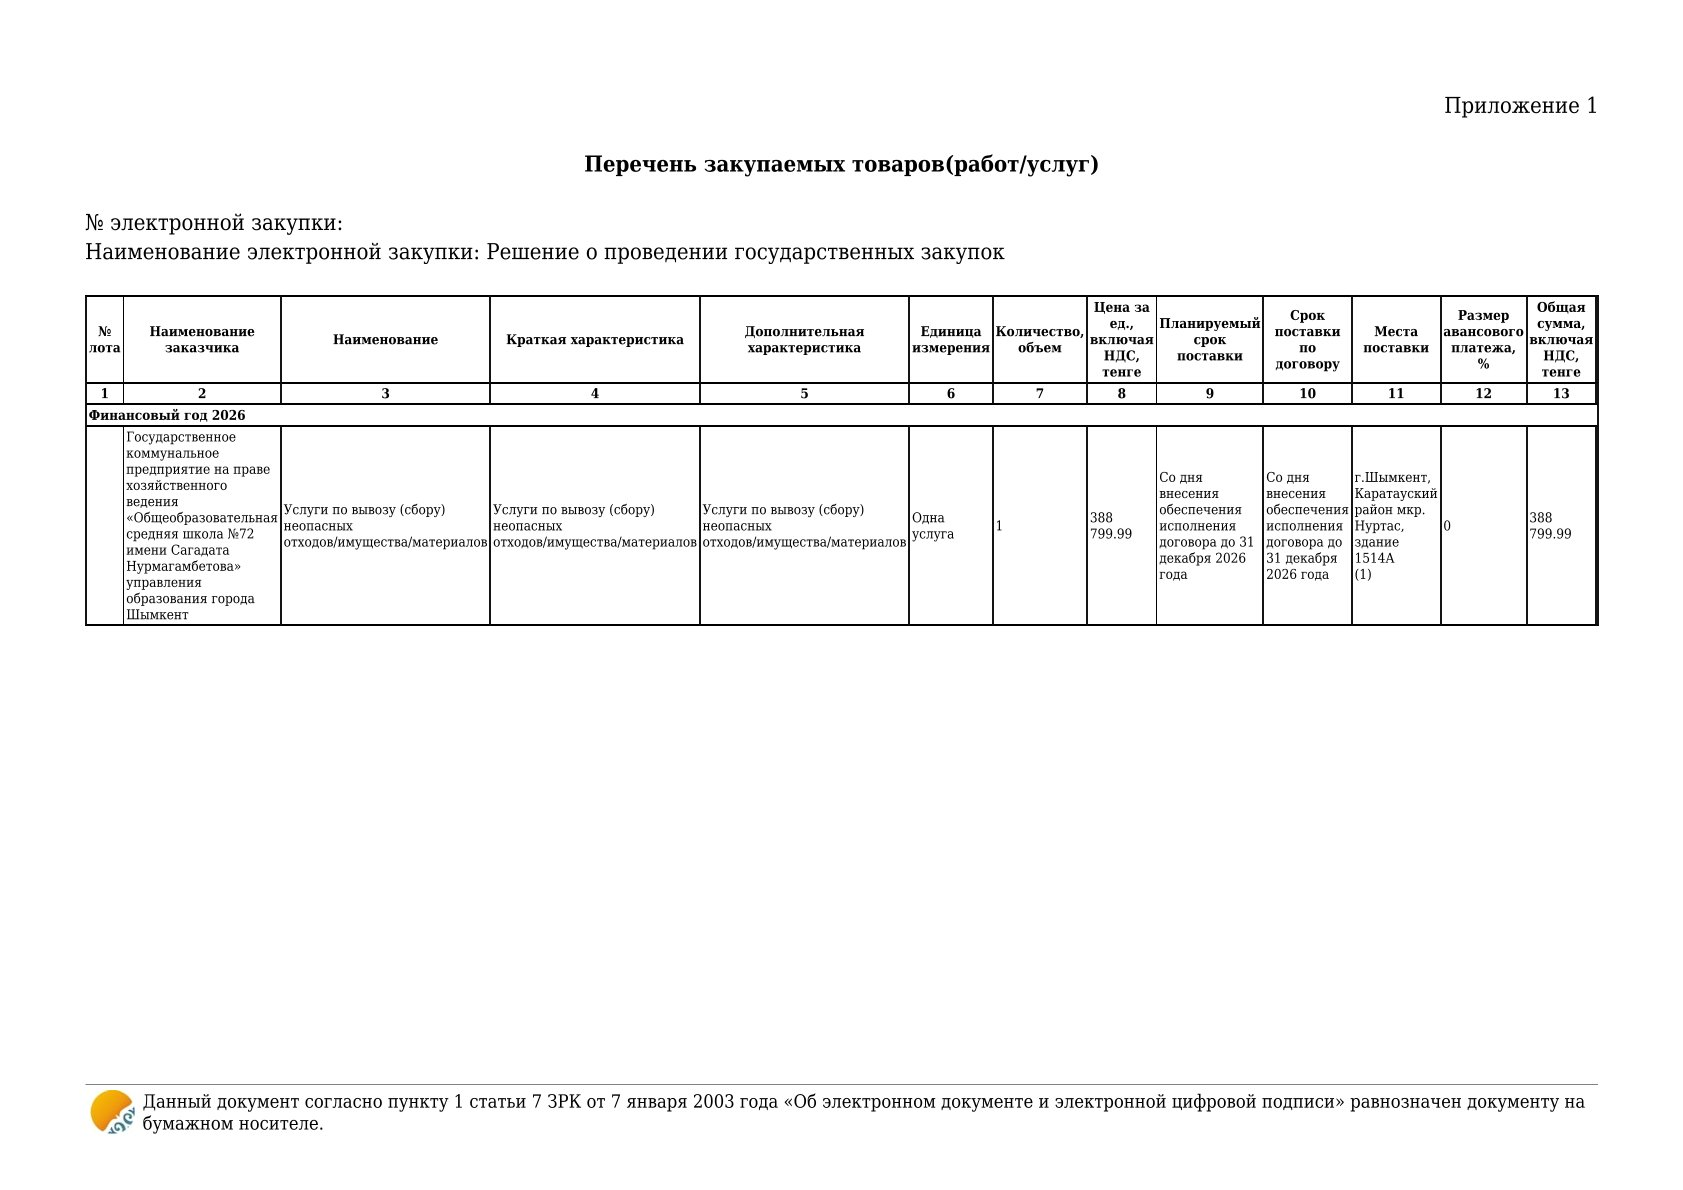 Приложение 1
Перечень закупаемых товаров(работ/услуг)
№ электронной закупки:
Наименование электронной закупки: Решение о проведении государственных закупок
№
лота
Наименование
заказчика
Наименование
Краткая характеристика
Дополнительная
характеристика
Единица
измерения
Количество,
объем
Цена за
ед.,
включая
НДС,
тенге
Планируемый
срок
поставки
Срок
поставки
по
договору
Места
поставки
Размер
авансового
платежа,
%
Общая
сумма,
включая
НДС,
тенге
1 2 3 4 5 6 7 8 9 10 11 12 13
Финансовый год 2026
Государственное
коммунальное
предприятие на праве
хозяйственного
ведения
«Общеобразовательная
средняя школа №72
имени Сагадата
Нурмагамбетова»
управления
образования города
Шымкент
Услуги по вывозу (сбору)
неопасных
отходов/имущества/материалов
Услуги по вывозу (сбору)
неопасных
отходов/имущества/материалов
Услуги по вывозу (сбору)
неопасных
отходов/имущества/материалов
Одна
услуга
1
388
799.99
Со дня
внесения
обеспечения
исполнения
договора до 31
декабря 2026
года
Со дня
внесения
обеспечения
исполнения
договора до
31 декабря
2026 года
г.Шымкент,
Каратауский
район мкр.
Нуртас,
здание
1514А
(1)
0
388
799.99
Данный документ согласно пункту 1 статьи 7 ЗРК от 7 января 2003 года «Об электронном документе и электронной цифровой подписи» равнозначен документу на
бумажном носителе.